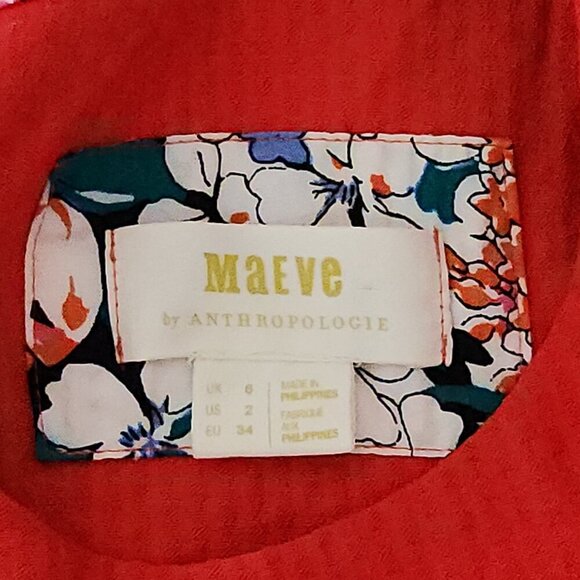 MaEVe
by ANTHROPOLOGIE
UK 6
US 2
EU 34
MADE IN
PHILIPPINES
FABRIQUÉ
AUX
PHILIPPINES